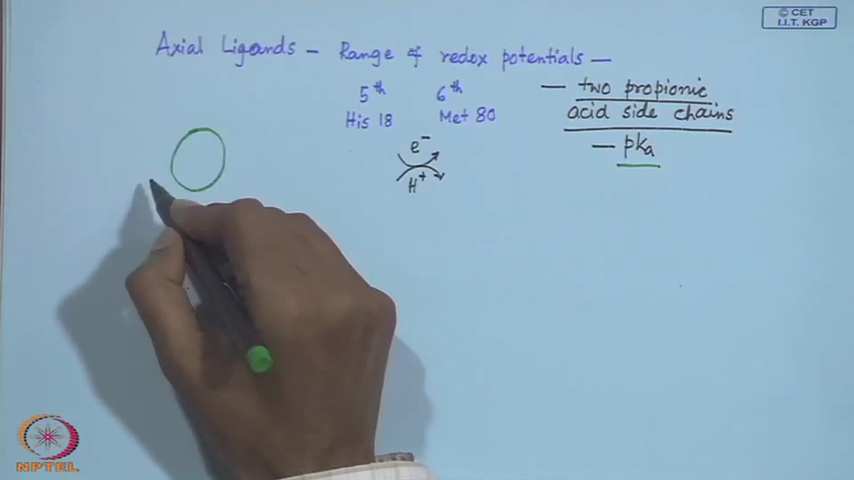 © CET
I.I.T. KGP
Axial Ligands – Range of redox potentials –
5th 6th
His 18 Met 80
– two propionic
acid side chains
– pka
e–
H+
NPTEL